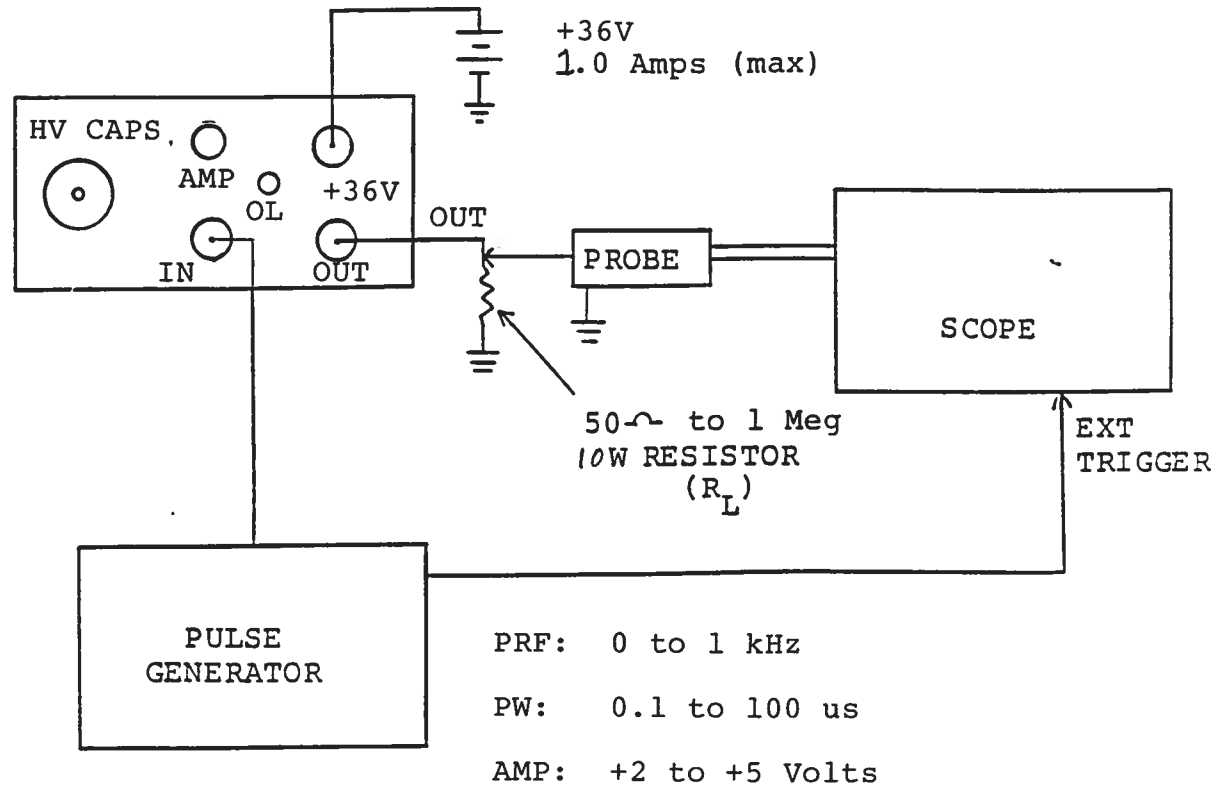 +36V
1.0 Amps (max)
HV CAPS.
AMP
OL
+36V
IN
OUT
OUT
PROBE
SCOPE
50Ω to 1 Meg
10W RESISTOR
(RL)
EXT
TRIGGER
PULSE
GENERATOR
PRF: 0 to 1 kHz
PW: 0.1 to 100 us
AMP: +2 to +5 Volts